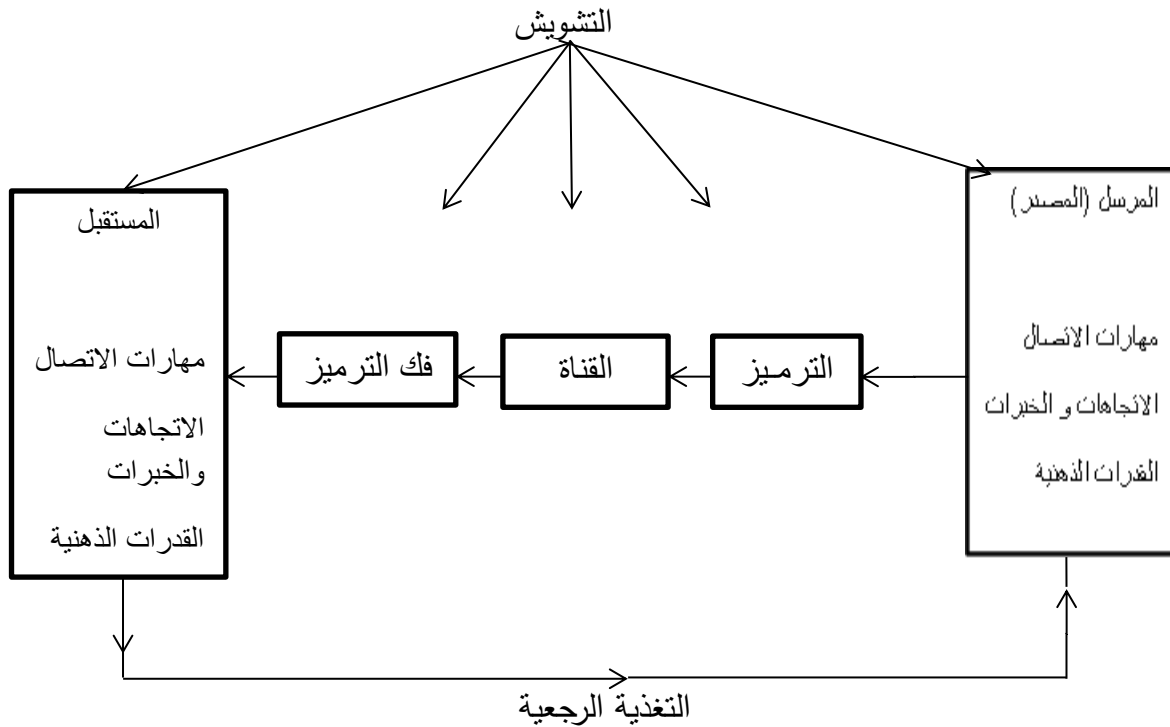 التشويش
المرسل (المصدر)
مهارات الاتصال
الاتجاهات و الخبرات
القدرات الذهنية
الترميز
القناة
فك الترميز
المستقبل
مهارات الاتصال
الاتجاهات
والخبرات
القدرات الذهنية
التغذية الرجعية